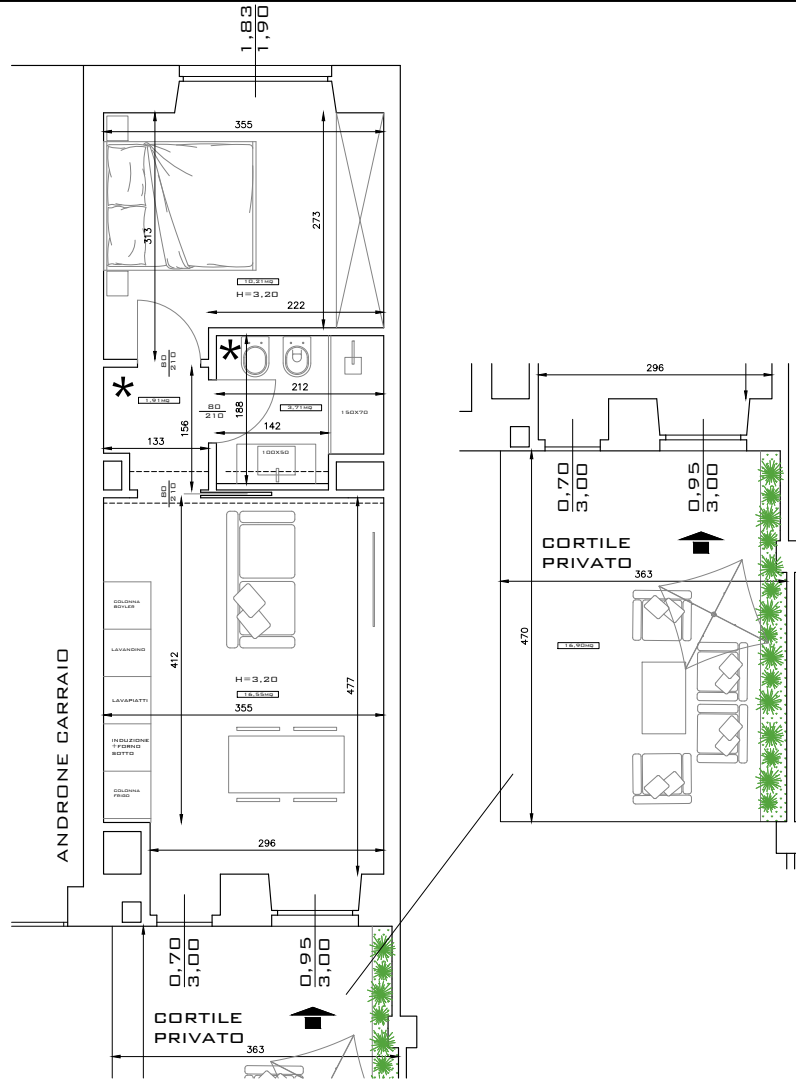 1,83
1,90
355
313
273
10,21MQ
H=3,20
222
80
210
1,91MQ
80
210
212
3,71MQ
188
150X70
142
133
156
100X50
80
210
COLONNA
BOYLER
LAVANDINO
LAVAPIATTI
INDUZIONE
+FORNO
SOTTO
COLONNA
FRIGO
412
H=3,20
16,55MQ
477
355
ANDRONE CARRAIO
296
0,70
3,00
0,95
3,00
CORTILE
PRIVATO
363
296
0,70
3,00
0,95
3,00
CORTILE
PRIVATO
363
470
16,90MQ